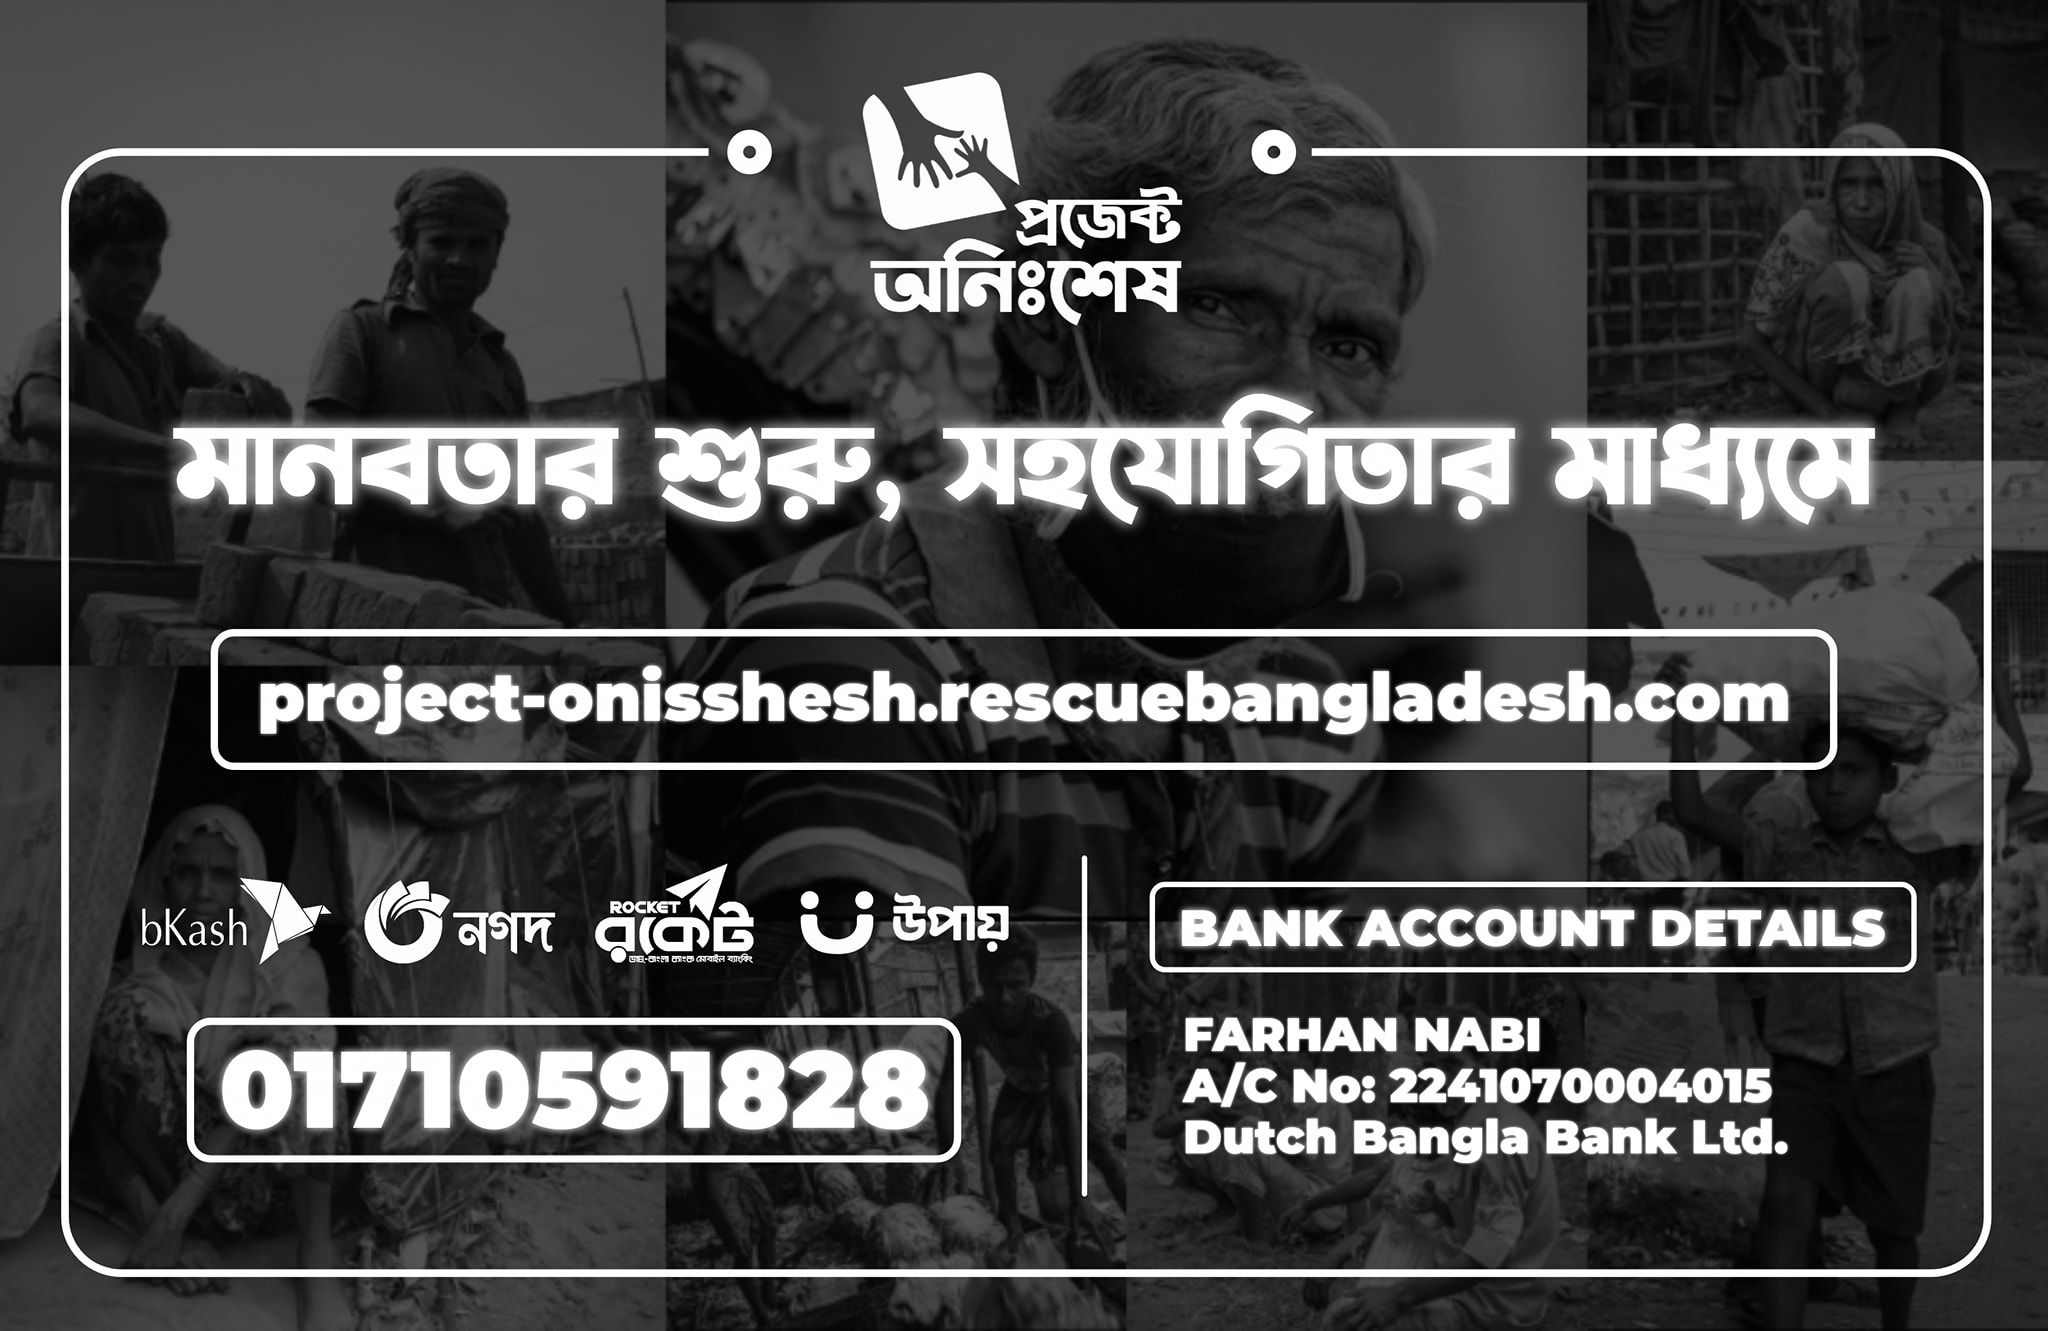 প্রজেক্ট
অনিঃশেষ
মানবতার শুরু, সহযোগিতার মাধ্যমে
project-onisshesh.rescuebangladesh.com
bKash
নগদ
ROCKET
রকেট
ডাচ্-বাংলা ব্যাংক মোবাইল ব্যাংকিং
উপায়
01710591828
BANK ACCOUNT DETAILS
FARHAN NABI
A/C No: 2241070004015
Dutch Bangla Bank Ltd.